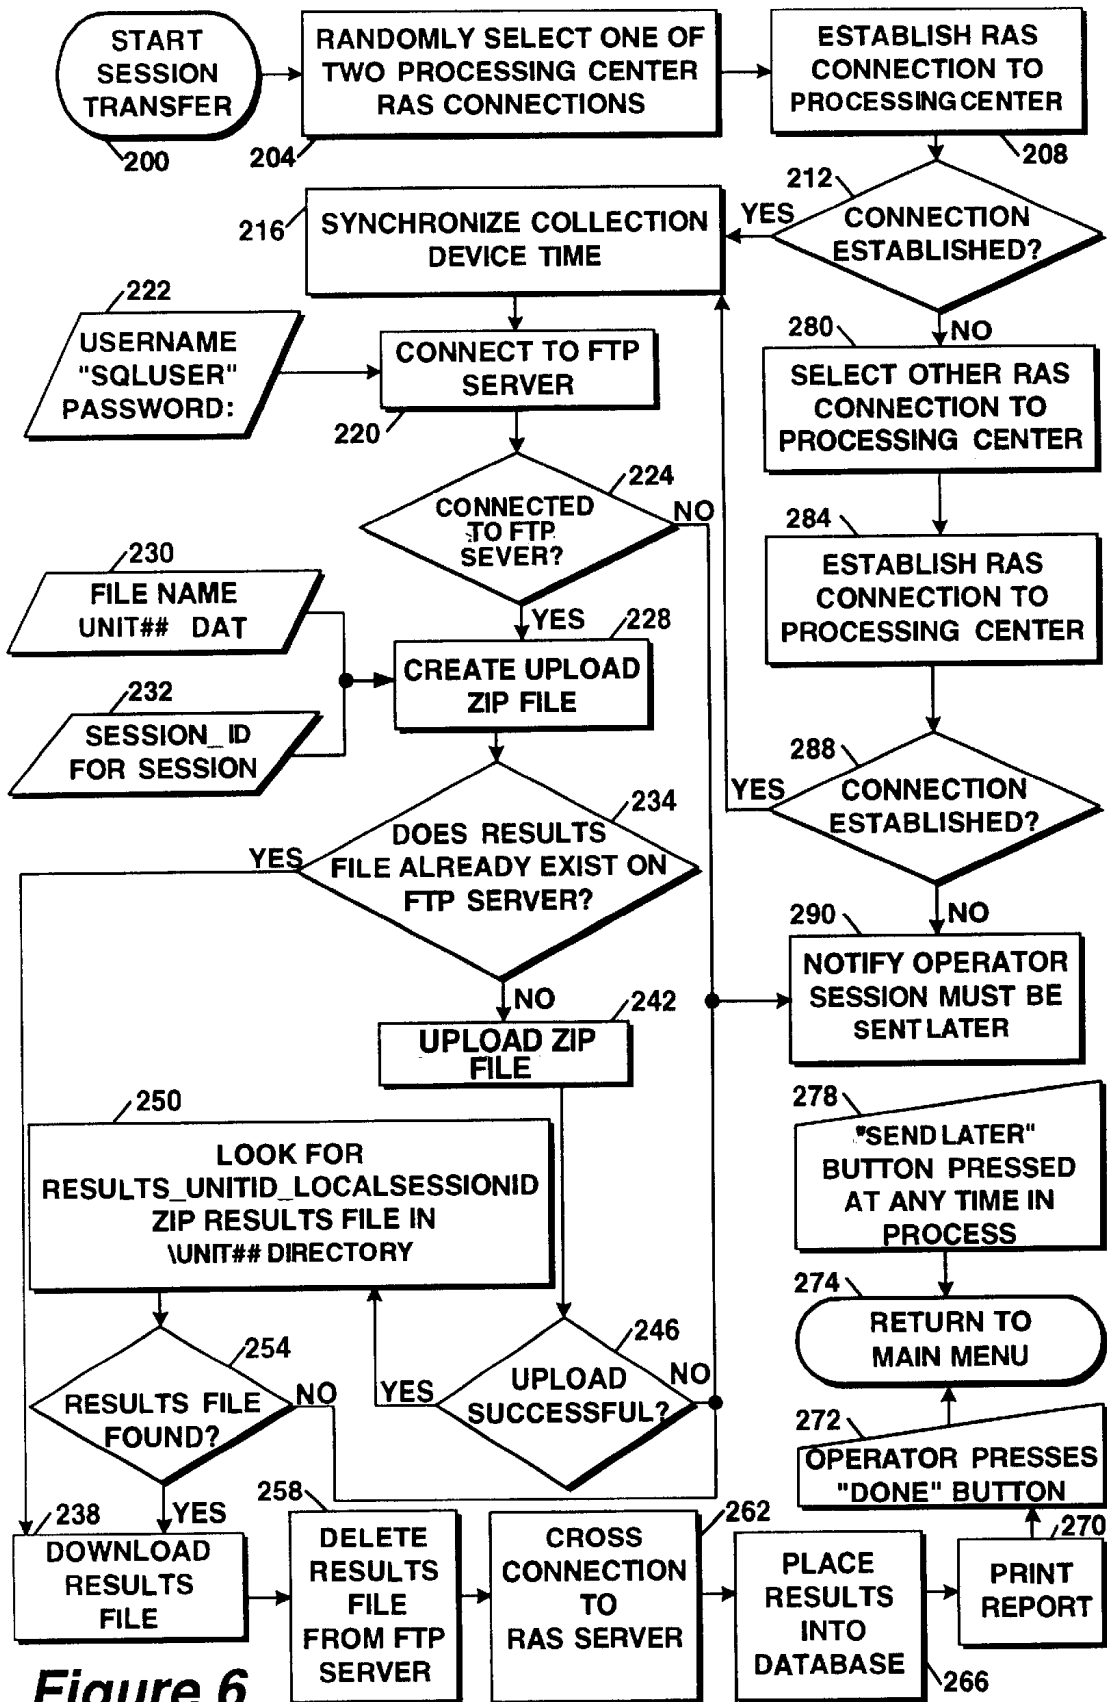 START
SESSION
TRANSFER
200
RANDOMLY SELECT ONE OF
TWO PROCESSING CENTER
RAS CONNECTIONS
204
ESTABLISH RAS
CONNECTION TO
PROCESSING CENTER
208
212
CONNECTION
ESTABLISHED?
YES
NO
216
SYNCHRONIZE COLLECTION
DEVICE TIME
222
USERNAME
"SQLUSER"
PASSWORD:
CONNECT TO FTP
SERVER
220
280
SELECT OTHER RAS
CONNECTION TO
PROCESSING CENTER
224
CONNECTED
TO FTP
SEVER?
NO
YES
284
ESTABLISH RAS
CONNECTION TO
PROCESSING CENTER
230
FILE NAME
UNIT## DAT
228
CREATE UPLOAD
ZIP FILE
232
SESSION_ID
FOR SESSION
288
CONNECTION
ESTABLISHED?
YES
NO
234
DOES RESULTS
FILE ALREADY EXIST ON
FTP SERVER?
YES
NO
290
NOTIFY OPERATOR
SESSION MUST BE
SENT LATER
242
UPLOAD ZIP
FILE
250
LOOK FOR
RESULTS_UNITID_LOCALSESSIONID
ZIP RESULTS FILE IN
\UNIT## DIRECTORY
278
"SEND LATER"
BUTTON PRESSED
AT ANY TIME IN
PROCESS
274
RETURN TO
MAIN MENU
246
UPLOAD
SUCCESSFUL?
YES
NO
254
RESULTS FILE
FOUND?
NO
YES
272
OPERATOR PRESSES
"DONE" BUTTON
238
DOWNLOAD
RESULTS
FILE
258
DELETE
RESULTS
FILE
FROM FTP
SERVER
262
CROSS
CONNECTION
TO
RAS SERVER
PLACE
RESULTS
INTO
DATABASE
266
270
PRINT
REPORT
Figure 6